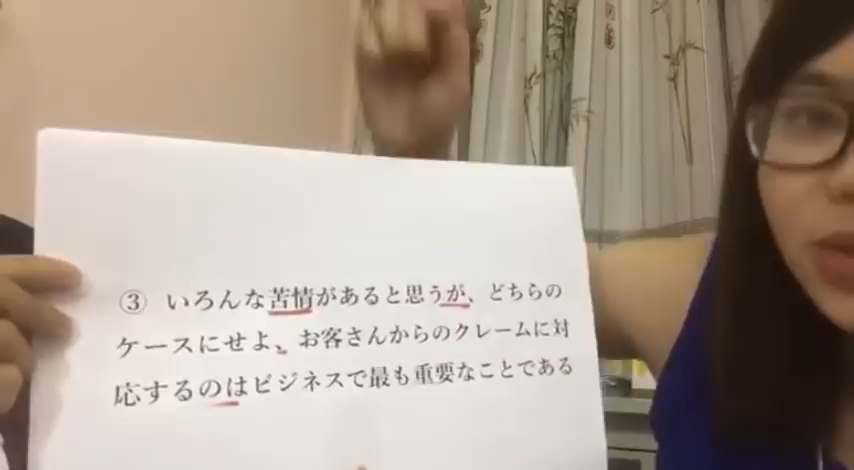 ③ いろんな苦情があると思うが、どちらの
ケースにせよ、お客さんからのクレームに対
応するのはビジネスで最も重要なことである